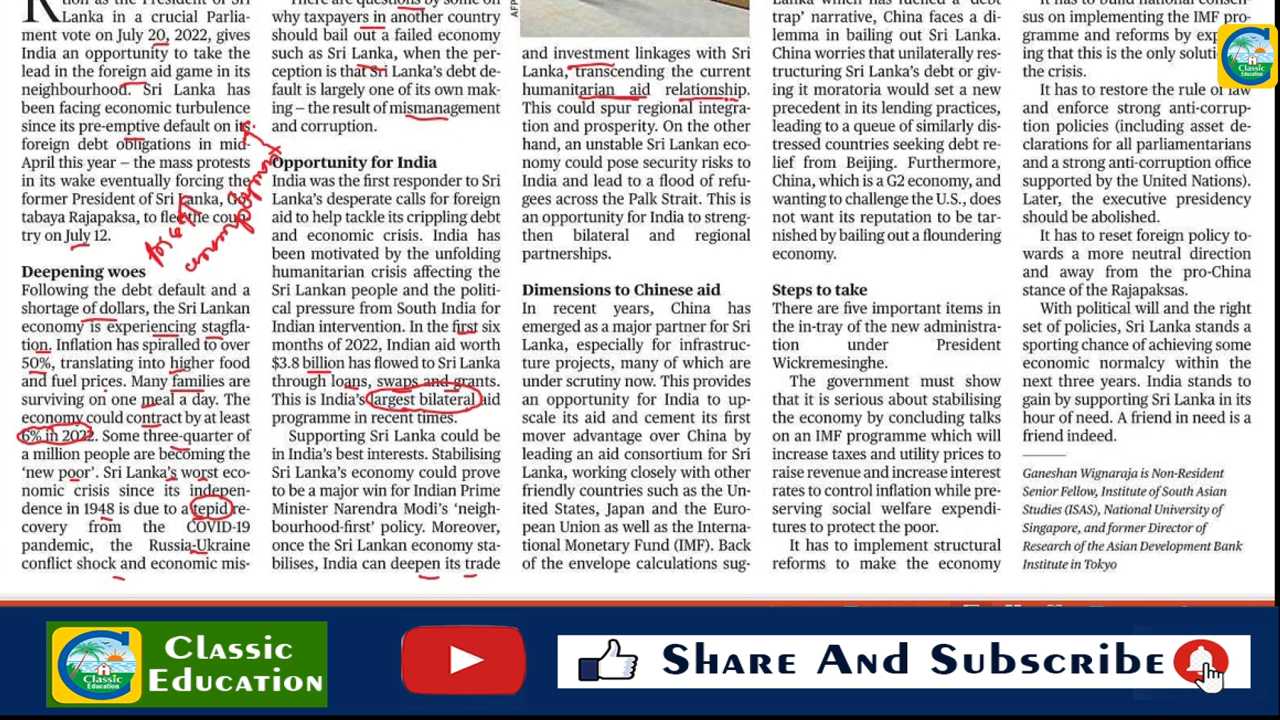 R
tion as the President of Sri
Lanka in a crucial Parlia-
ment vote on July 20, 2022, gives
India an opportunity to take the
lead in the foreign aid game in its
neighbourhood. Sri Lanka has
been facing economic turbulence
since its pre-emptive default on its
foreign debt obligations in mid-
April this year – the mass protests
in its wake eventually forcing the
former President of Sri Lanka, Go-
tabaya Rajapaksa, to flee the coun-
try on July 12.
Deepening woes
Following the debt default and a
shortage of dollars, the Sri Lankan
economy is experiencing stagfla-
tion. Inflation has spiralled to over
50%, translating into higher food
and fuel prices. Many families are
surviving on one meal a day. The
economy could contract by at least
6% in 2022. Some three-quarter of
a million people are becoming the
‘new poor’. Sri Lanka’s worst eco-
nomic crisis since its indepen-
dence in 1948 is due to a tepid re-
covery from the COVID-19
pandemic, the Russia-Ukraine
conflict shock and economic mis-
There are questions by some on
why taxpayers in another country
should bail out a failed economy
such as Sri Lanka, when the per-
ception is that Sri Lanka’s debt de-
fault is largely one of its own mak-
ing – the result of mismanagement
and corruption.
Opportunity for India
India was the first responder to Sri
Lanka’s desperate calls for foreign
aid to help tackle its crippling debt
and economic crisis. India has
been motivated by the unfolding
humanitarian crisis affecting the
Sri Lankan people and the politi-
cal pressure from South India for
Indian intervention. In the first six
months of 2022, Indian aid worth
$3.8 billion has flowed to Sri Lanka
through loans, swaps and grants.
This is India’s largest bilateral aid
programme in recent times.
Supporting Sri Lanka could be
in India’s best interests. Stabilising
Sri Lanka’s economy could prove
to be a major win for Indian Prime
Minister Narendra Modi’s ‘neigh-
bourhood-first’ policy. Moreover,
once the Sri Lankan economy sta-
bilises, India can deepen its trade
AFP
and investment linkages with Sri
Lanka, transcending the current
humanitarian aid relationship.
This could spur regional integra-
tion and prosperity. On the other
hand, an unstable Sri Lankan eco-
nomy could pose security risks to
India and lead to a flood of refu-
gees across the Palk Strait. This is
an opportunity for India to streng-
then bilateral and regional
partnerships.
Dimensions to Chinese aid
In recent years, China has
emerged as a major partner for Sri
Lanka, especially for infrastruc-
ture projects, many of which are
under scrutiny now. This provides
an opportunity for India to up-
scale its aid and cement its first
mover advantage over China by
leading an aid consortium for Sri
Lanka, working closely with other
friendly countries such as the Un-
ited States, Japan and the Euro-
pean Union as well as the Interna-
tional Monetary Fund (IMF). Back
of the envelope calculations sug-
Lanka which has fuelled a ‘debt
trap’ narrative, China faces a di-
lemma in bailing out Sri Lanka.
China worries that unilaterally res-
tructuring Sri Lanka’s debt or giv-
ing it moratoria would set a new
precedent in its lending practices,
leading to a queue of similarly dis-
tressed countries seeking debt re-
lief from Beijing. Furthermore,
China, which is a G2 economy, and
wanting to challenge the U.S., does
not want its reputation to be tar-
nished by bailing out a floundering
economy.
Steps to take
There are five important items in
the in-tray of the new administra-
tion under President
Wickremesinghe.
The government must show
that it is serious about stabilising
the economy by concluding talks
on an IMF programme which will
increase taxes and utility prices to
raise revenue and increase interest
rates to control inflation while pre-
serving social welfare expendi-
tures to protect the poor.
It has to implement structural
reforms to make the economy
It has to build national consen-
sus on implementing the IMF pro-
gramme and reforms by
ing that this is the only
the crisis.
It has to restore the rule of law
and enforce strong anti-corrup-
tion policies (including asset de-
clarations for all parliamentarians
and a strong anti-corruption office
supported by the United Nations).
Later, the executive presidency
should be abolished.
It has to reset foreign policy to-
wards a more neutral direction
and away from the pro-China
stance of the Rajapaksas.
With political will and the right
set of policies, Sri Lanka stands a
sporting chance of achieving some
economic normalcy within the
next three years. India stands to
gain by supporting Sri Lanka in its
hour of need. A friend in need is a
friend indeed.
Ganeshan Wignaraja is Non-Resident
Senior Fellow, Institute of South Asian
Studies (ISAS), National University of
Singapore, and former Director of
Research of the Asian Development Bank
Institute in Tokyo
Classic
Education
Classic
Education
Classic
Education
Share And Subscribe